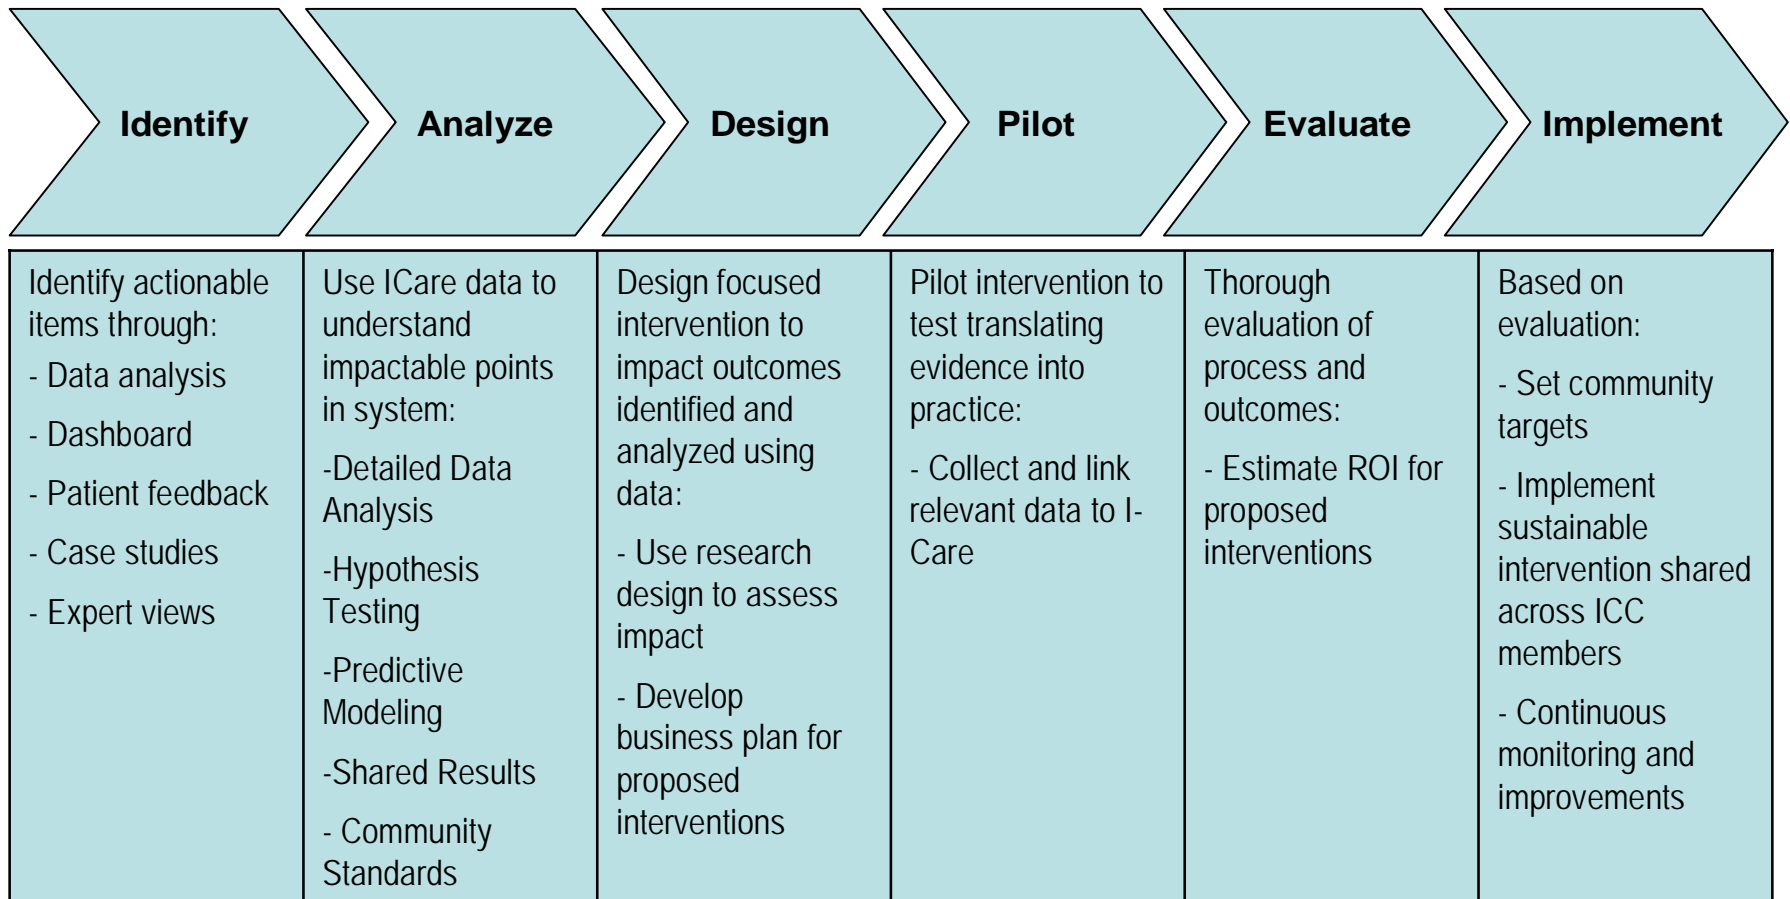 Identify
Analyze
Design
Pilot
Evaluate
Implement
Identify actionable
items through:
- Data analysis
- Dashboard
- Patient feedback
- Case studies
- Expert views
Use ICare data to
understand
impactable points
in system:
-Detailed Data
Analysis
-Hypothesis
Testing
-Predictive
Modeling
-Shared Results
- Community
Standards
Design focused
intervention to
impact outcomes
identified and
analyzed using
data:
- Use research
design to assess
impact
- Develop
business plan for
proposed
interventions
Pilot intervention to
test translating
evidence into
practice:
- Collect and link
relevant data to I-
Care
Thorough
evaluation of
process and
outcomes:
- Estimate ROI for
proposed
interventions
Based on
evaluation:
- Set community
targets
- Implement
sustainable
intervention shared
across ICC
members
- Continuous
monitoring and
improvements